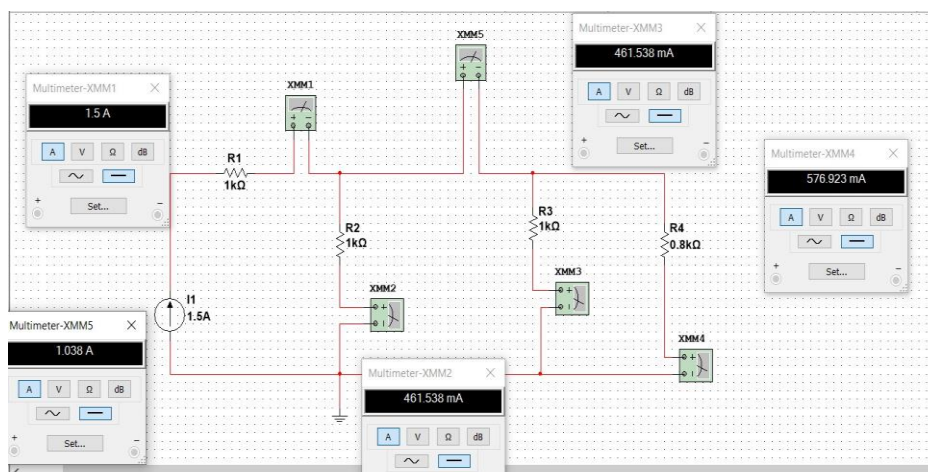 XMM5
Multimeter-XMM3
461.538 mA
A V Ω dB
Set...
+ -
Multimeter-XMM1
1.5 A
A V Ω dB
Set...
+ -
XMM1
+ -
R1
1kΩ
Multimeter-XMM4
576.923 mA
A V Ω dB
Set...
+ -
R2
1kΩ
R3
1kΩ
R4
0.8kΩ
XMM3
XMM2
I1
1.5A
XMM4
Multimeter-XMM5
1.038 A
A V Ω dB
Set...
+ -
Multimeter-XMM2
461.538 mA
A V Ω dB